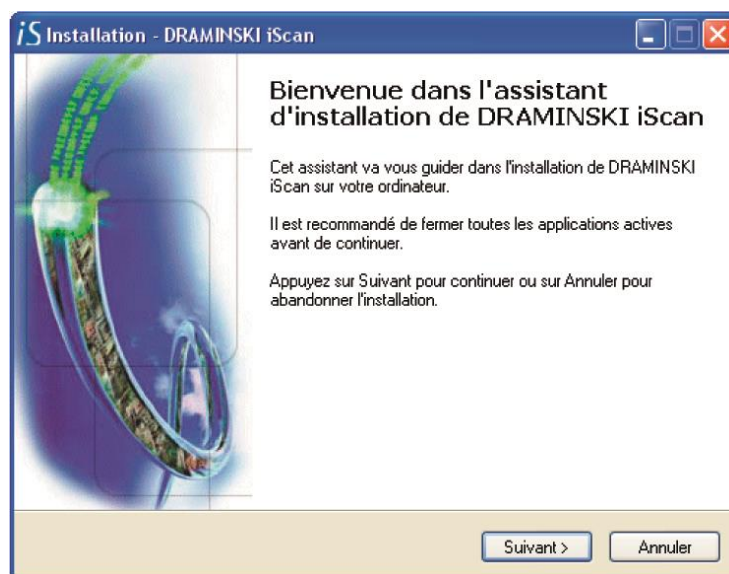 iS Installation - DRAMINSKI iScan
Bienvenue dans l'assistant
d'installation de DRAMINSKI iScan
Cet assistant va vous guider dans l'installation de DRAMINSKI
iScan sur votre ordinateur.
Il est recommandé de fermer toutes les applications actives
avant de continuer.
Appuyez sur Suivant pour continuer ou sur Annuler pour
abandonner l'installation.
Suivant >
Annuler